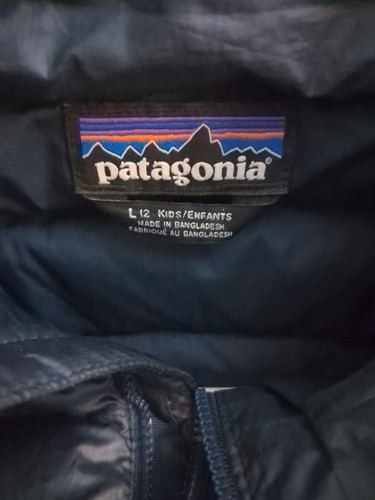 patagonia®
L 12 KIDS/ENFANTS
MADE IN BANGLADESH
FABRIQUÉ AU BANGLADESH